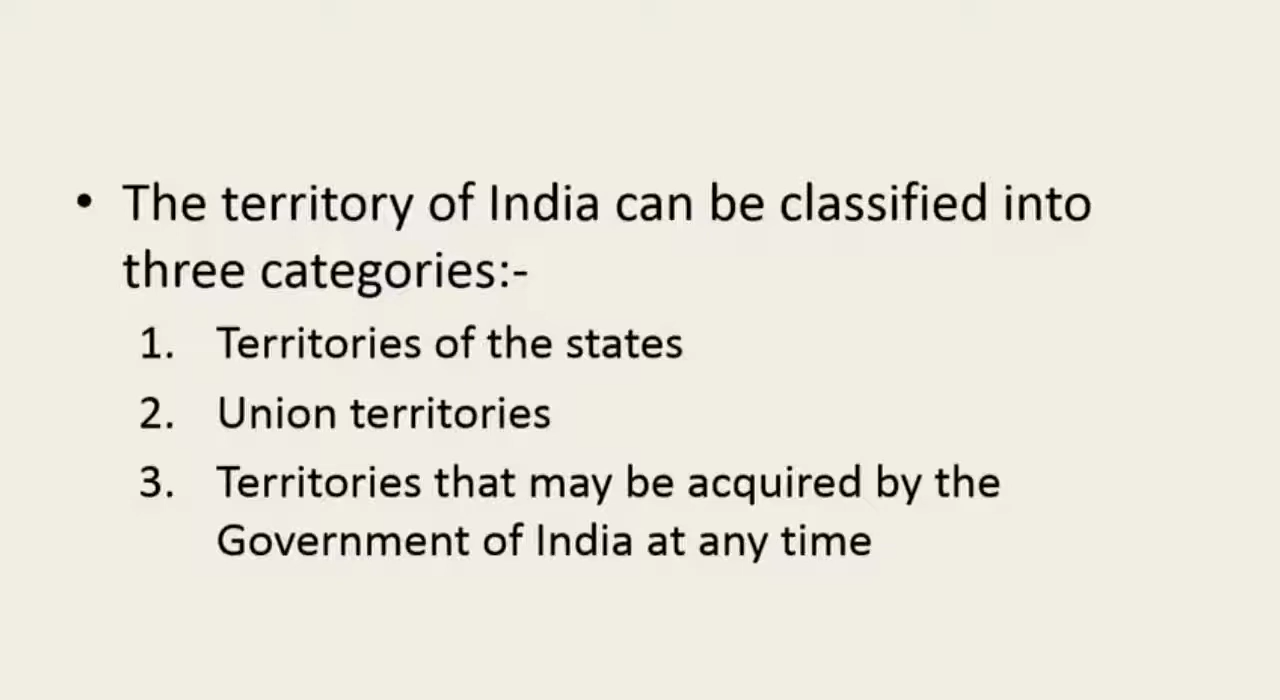 • The territory of India can be classified into
three categories:-
1. Territories of the states
2. Union territories
3. Territories that may be acquired by the
Government of India at any time